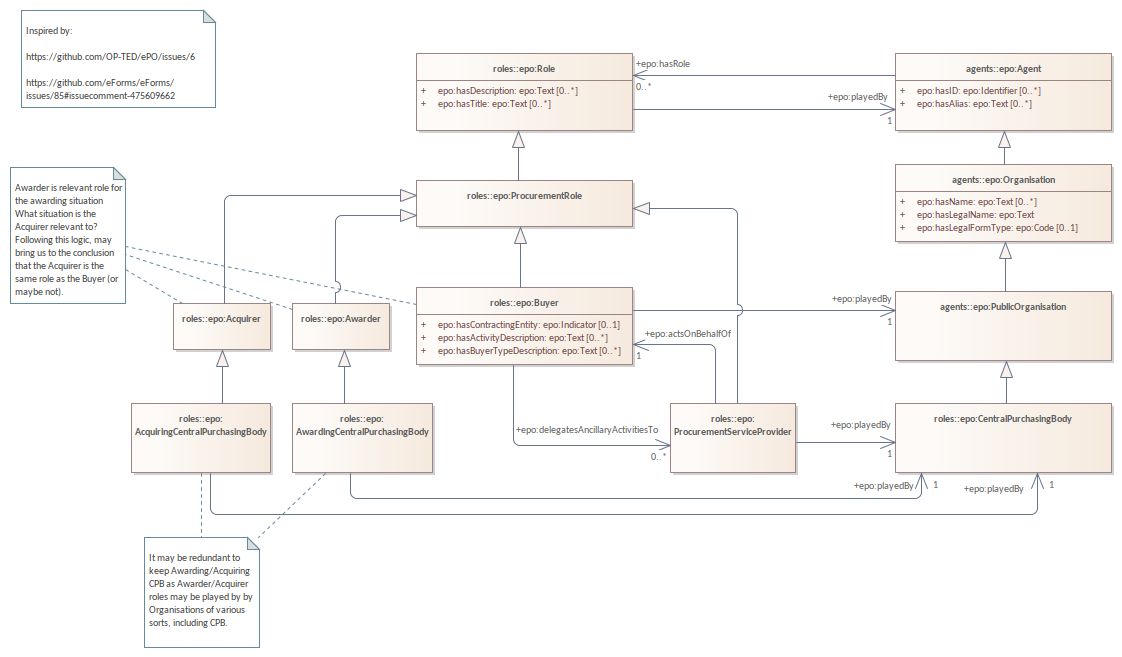 Inspired by:
https://github.com/OP-TED/ePO/issues/6
https://github.com/eForms/eForms/
issues/85#issuecomment-475609662
roles::epo:Role
+ epo:hasDescription: epo:Text [0..*]
+ epo:hasTitle: epo:Text [0..*]
+epo:hasRole
0..*
+epo:playedBy
1
agents::epo:Agent
+ epo:hasID: epo:Identifier [0..*]
+ epo:hasAlias: epo:Text [0..*]
Awarder is relevant role for
the awarding situation
What situation is the
Acquirer relevant to?
Following this logic, may
bring us to the conclusion
that the Acquirer is the
same role as the Buyer (or
maybe not).
roles::epo:ProcurementRole
agents::epo:Organisation
+ epo:hasName: epo:Text [0..*]
+ epo:hasLegalName: epo:Text
+ epo:hasLegalFormType: epo:Code [0..1]
roles::epo:Acquirer
roles::epo:Awarder
roles::epo:Buyer
+ epo:hasContractingEntity: epo:Indicator [0..1]
+ epo:hasActivityDescription: epo:Text [0..*]
+ epo:hasBuyerTypeDescription: epo:Text [0..*]
+epo:playedBy
1
+epo:actsOnBehalfOf
1
agents::epo:PublicOrganisation
roles::epo:
AcquiringCentralPurchasingBody
roles::epo:
AwardingCentralPurchasingBody
+epo:delegatesAncillaryActivitiesTo
0..*
roles::epo:
ProcurementServiceProvider
+epo:playedBy
1
roles::epo:CentralPurchasingBody
+epo:playedBy
1
+epo:playedBy
1
It may be redundant to
keep Awarding/Acquiring
CPB as Awarder/Acquirer
roles may be played by by
Organisations of various
sorts, including CPB.